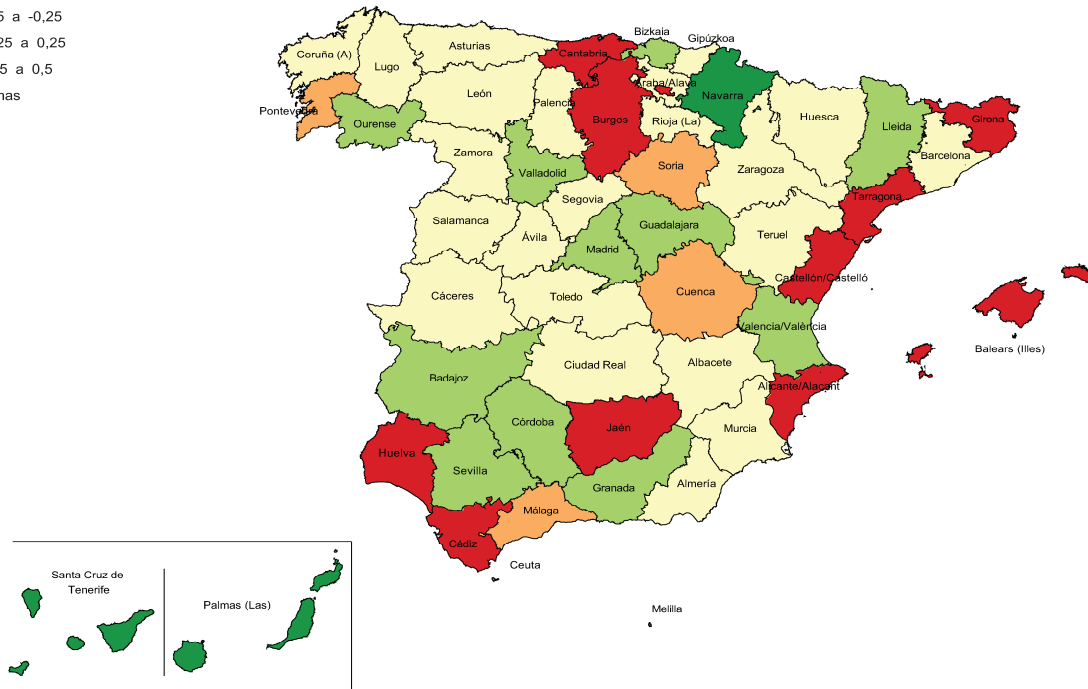 5 a -0,25
25 a 0,25
5 a 0,5
nas
Bizkaia
Gipúzkoa
Asturias
Cantabria
Coruña (A)
Lugo
León
Palencia
Araba/Alava
Navarra
Pontevedra
Ourense
Burgos
Rioja (La)
Huesca
Lleida
Girona
Barcelona
Zamora
Valladolid
Soria
Zaragoza
Tarragona
Segovia
Salamanca
Ávila
Guadalajara
Teruel
Madrid
Castellón/Castelló
Cáceres
Toledo
Cuenca
Valencia/València
Balears (Illes)
Badajoz
Ciudad Real
Albacete
Alicante/Alacant
Córdoba
Jaén
Murcia
Huelva
Sevilla
Granada
Almería
Málaga
Cádiz
Ceuta
Melilla
Santa Cruz de
Tenerife
Palmas (Las)